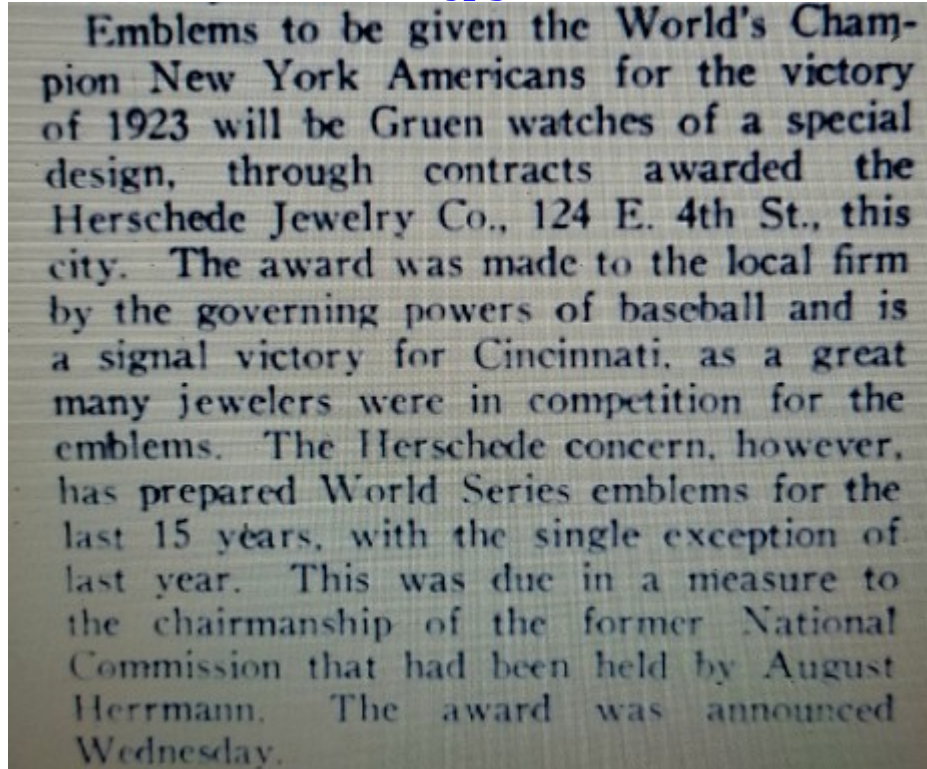 Emblems to be given the World's Cham-
pion New York Americans for the victory
of 1923 will be Gruen watches of a special
design, through contracts awarded the
Herschede Jewelry Co., 124 E. 4th St., this
city. The award was made to the local firm
by the governing powers of baseball and is
a signal victory for Cincinnati, as a great
many jewelers were in competition for the
emblems. The Herschede concern, however,
has prepared World Series emblems for the
last 15 years, with the single exception of
last year. This was due in a measure to
the chairmanship of the former National
Commission that had been held by August
Herrmann. The award was announced
Wednesday.